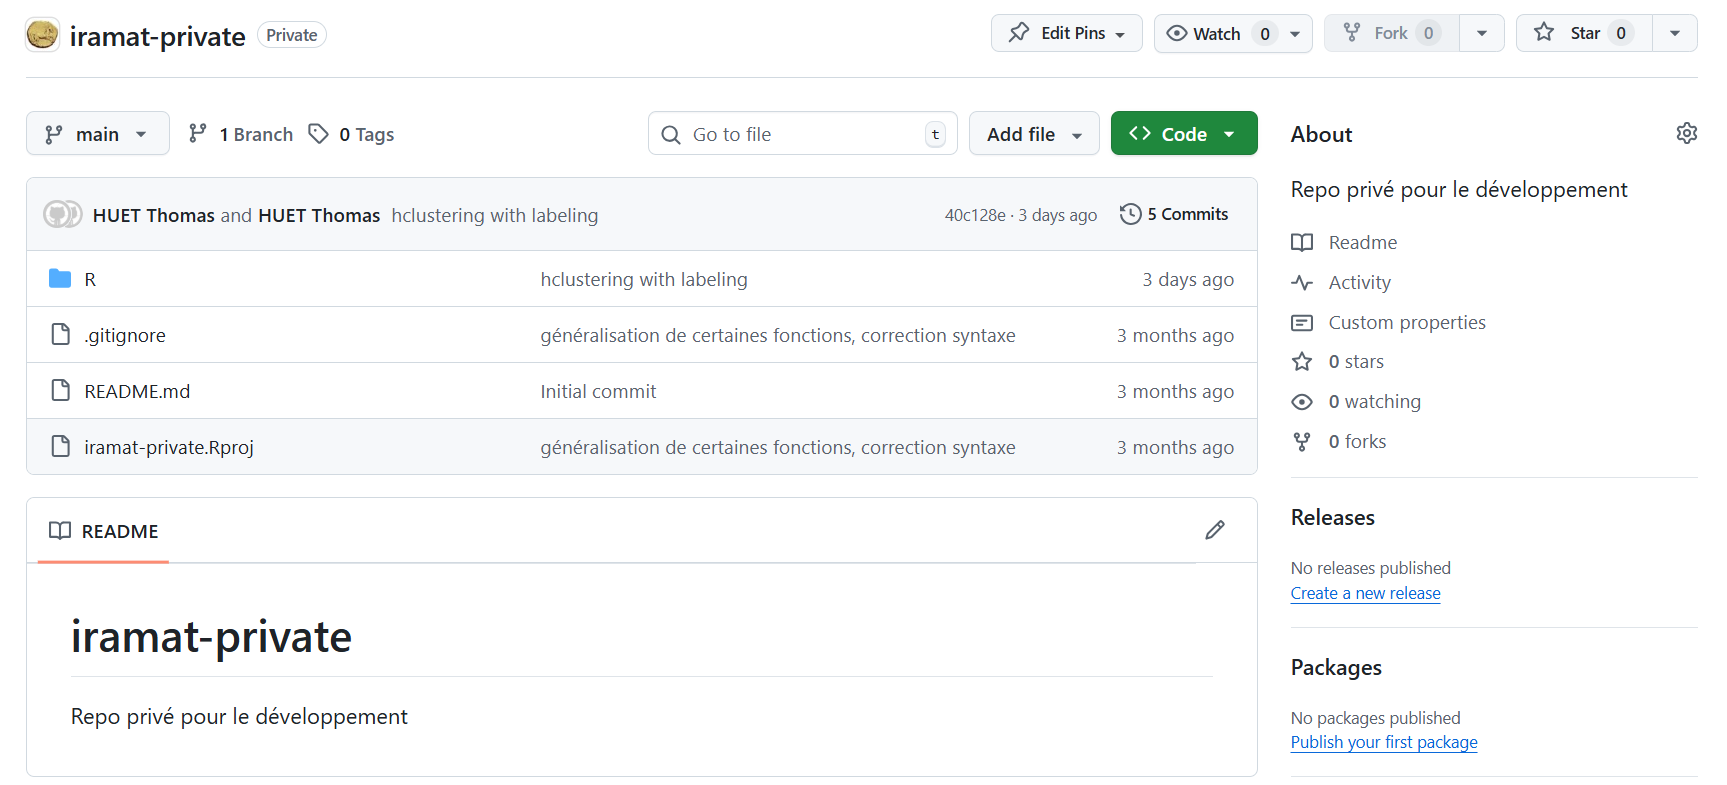 iramat-private Private Edit Pins Watch 0 Fork 0 Star 0
main 1 Branch 0 Tags Go to file t Add file Code
HUET Thomas and HUET Thomas hclustering with labeling 40c128e · 3 days ago 5 Commits
R hclustering with labeling 3 days ago
.gitignore généralisation de certaines fonctions, correction syntaxe 3 months ago
README.md Initial commit 3 months ago
iramat-private.Rproj généralisation de certaines fonctions, correction syntaxe 3 months ago
README
iramat-private
Repo privé pour le développement
About
Repo privé pour le développement
Readme
Activity
Custom properties
0 stars
0 watching
0 forks
Releases
No releases published
Create a new release
Packages
No packages published
Publish your first package